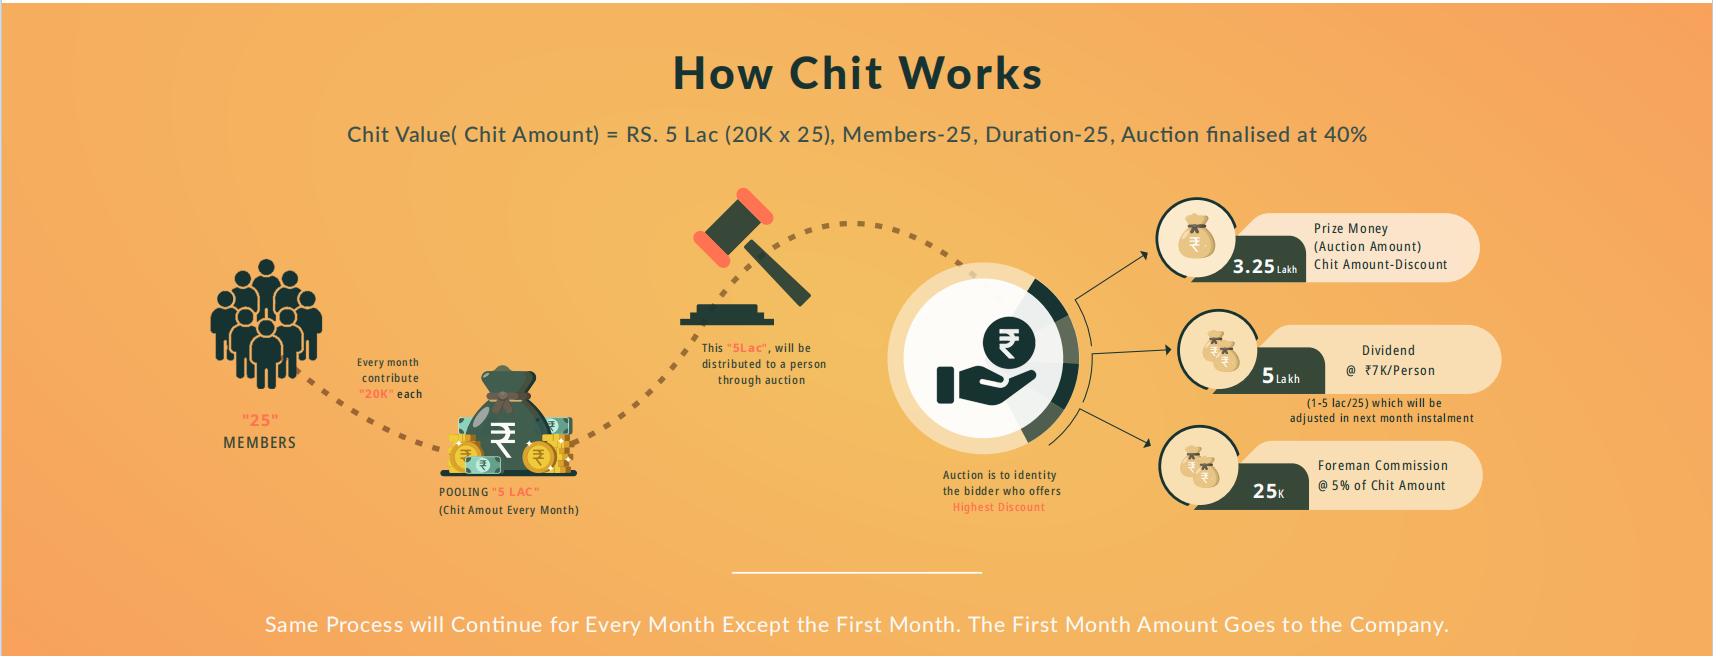 How Chit Works
Chit Value( Chit Amount) = RS. 5 Lac (20K x 25), Members-25, Duration-25, Auction finalised at 40%
"25"
MEMBERS
Every month
contribute
"20K" each
POOLING "5 LAC"
(Chit Amout Every Month)
This "5Lac", will be
distributed to a person
through auction
Auction is to identity
the bidder who offers
Highest Discount
3.25 Lakh
Prize Money
(Auction Amount)
Chit Amount-Discount
5 Lakh
Dividend
@ ₹7K/Person
(1-5 lac/25) which will be
adjusted in next month instalment
25K
Foreman Commission
@ 5% of Chit Amount
Same Process will Continue for Every Month Except the First Month. The First Month Amount Goes to the Company.